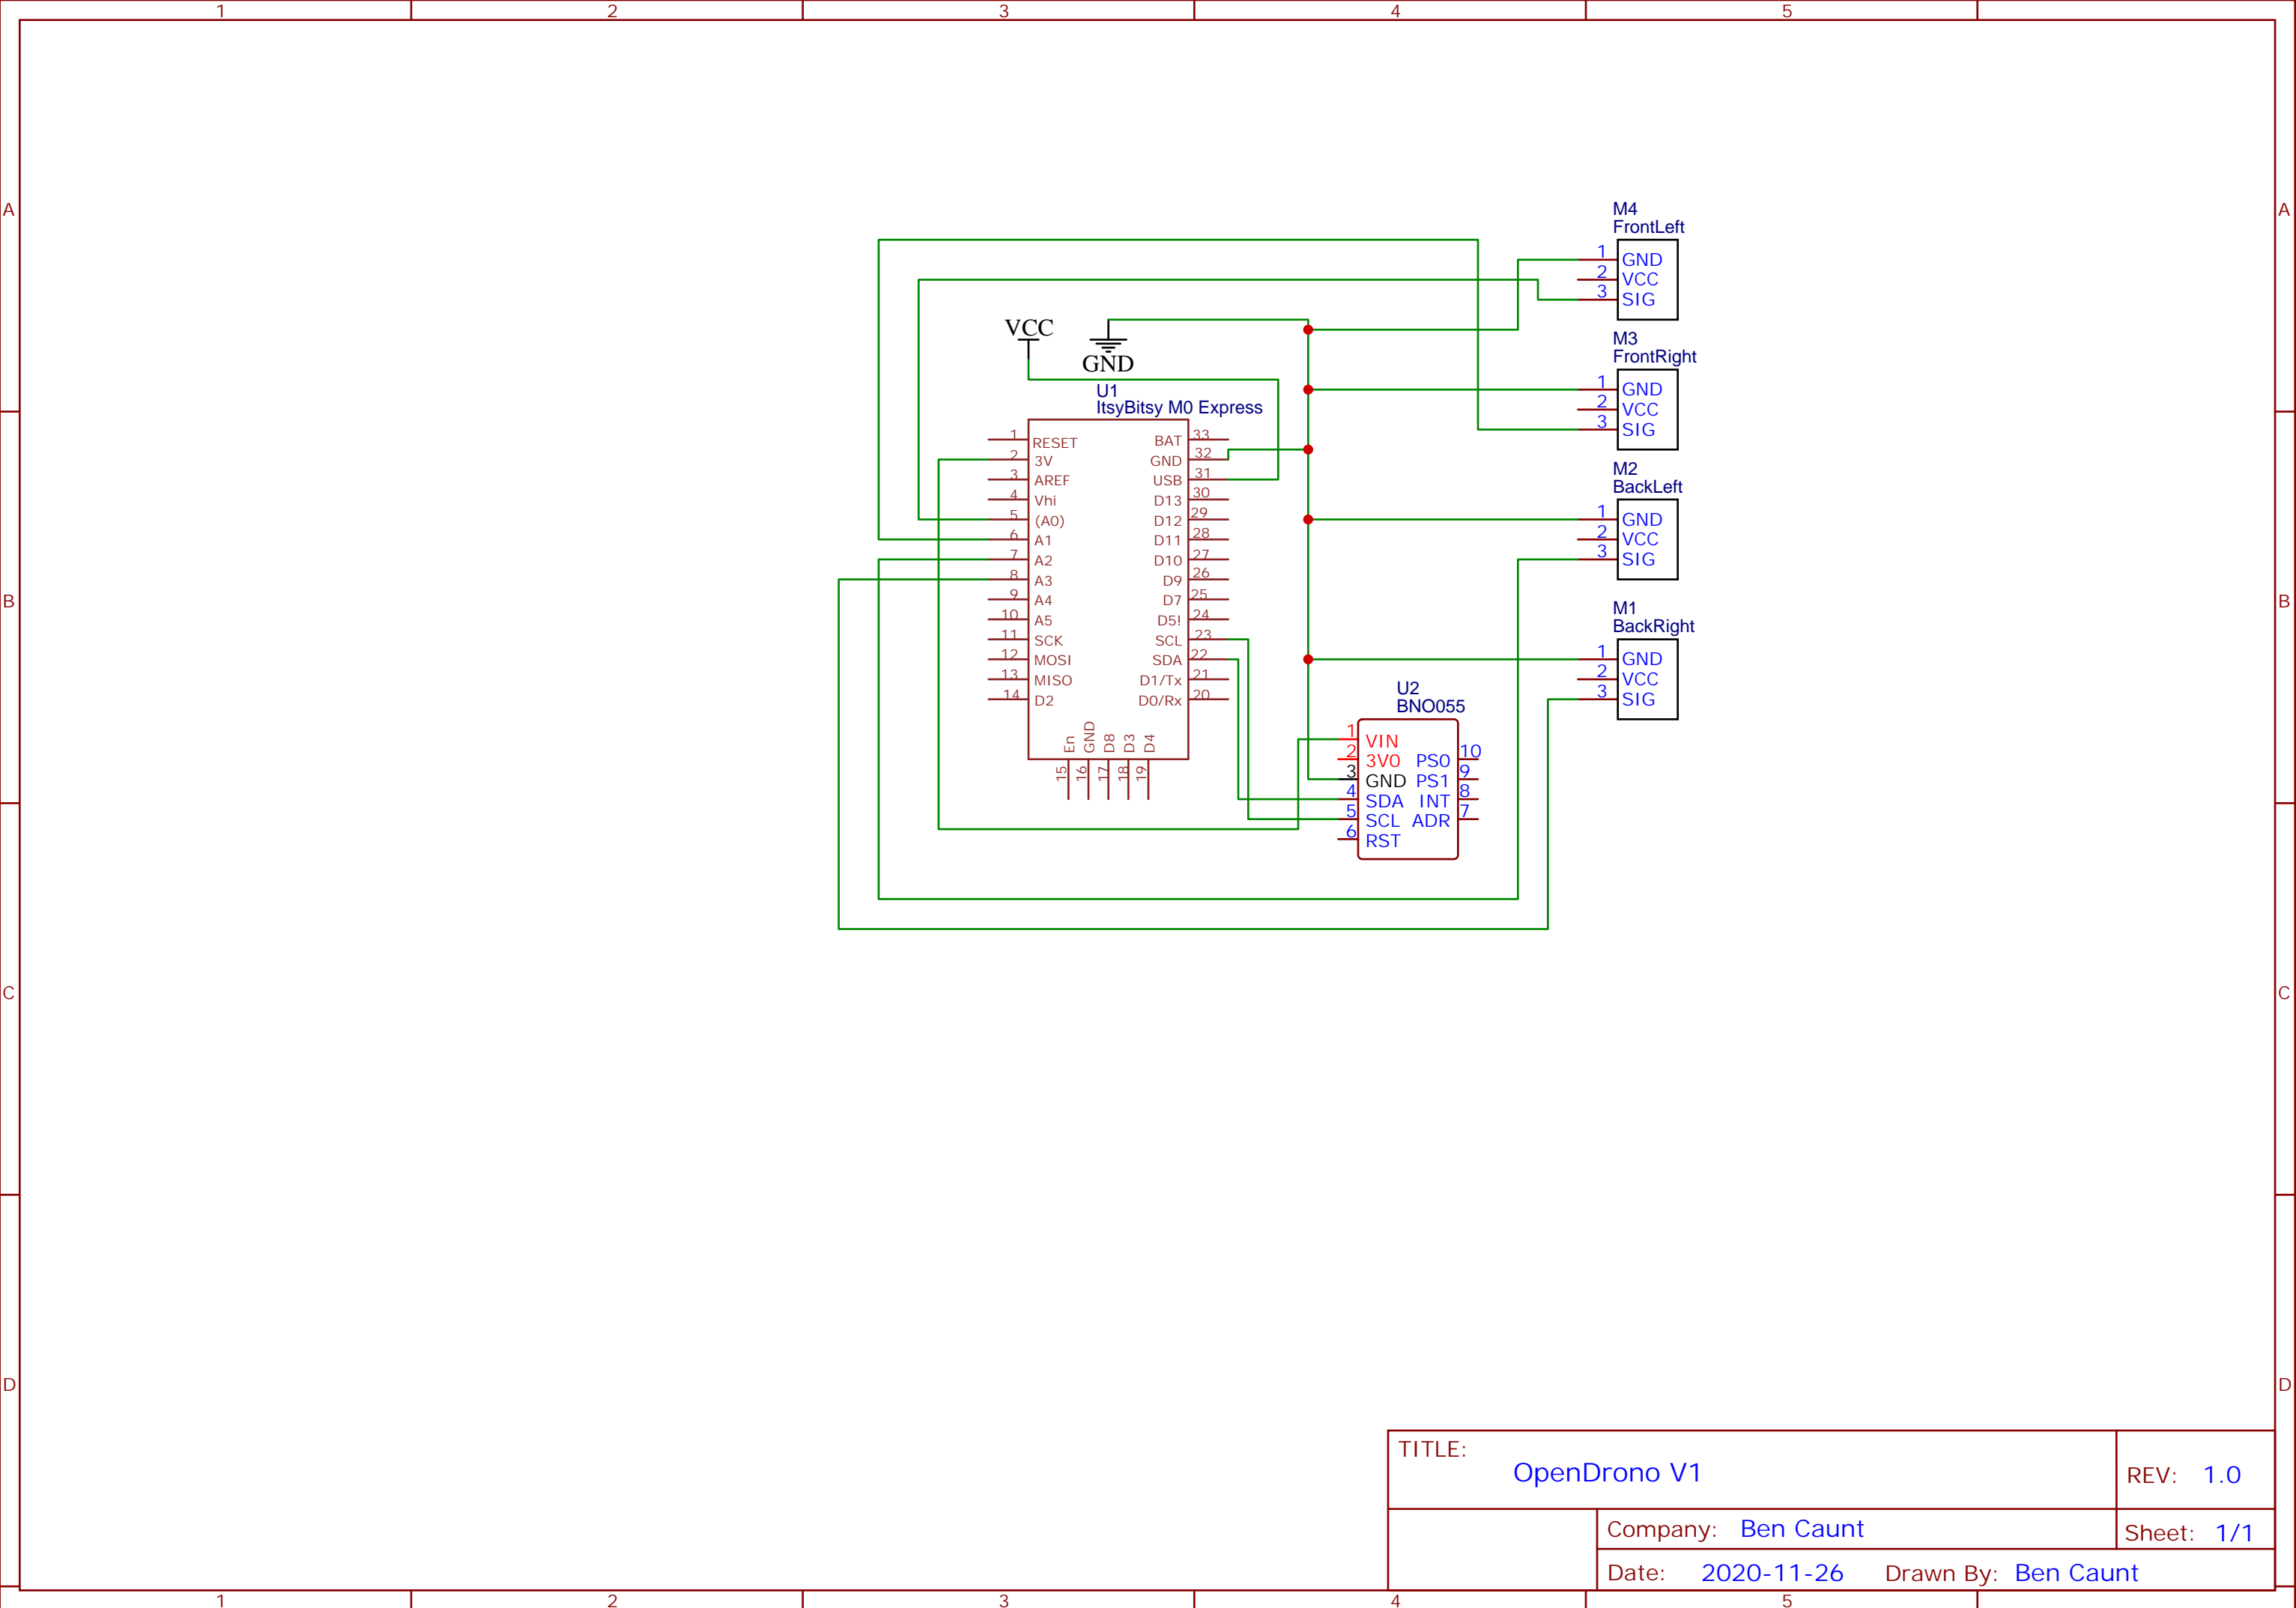 1 2 3 4 5
A A
B B
C C
D D
M4
FrontLeft
1 GND
2 VCC
3 SIG
M3
FrontRight
1 GND
2 VCC
3 SIG
M2
BackLeft
1 GND
2 VCC
3 SIG
M1
BackRight
1 GND
2 VCC
3 SIG
VCC
GND
U1
ItsyBitsy M0 Express
1 RESET BAT 33
2 3V GND 32
3 AREF USB 31
4 Vhi D13 30
5 (A0) D12 29
6 A1 D11 28
7 A2 D10 27
8 A3 D9 26
9 A4 D7 25
10 A5 D5! 24
11 SCK SCL 23
12 MOSI SDA 22
13 MISO D1/Tx 21
14 D2 D0/Rx 20
En GND D8 D3 D4
15 16 17 18 19
U2
BNO055
1 VIN
2 3V0 PS0 10
3 GND PS1 9
4 SDA INT 8
5 SCL ADR 7
6 RST
TITLE:
OpenDrono V1
REV: 1.0
Company: Ben Caunt
Sheet: 1/1
Date: 2020-11-26 Drawn By: Ben Caunt
1 2 3 4 5